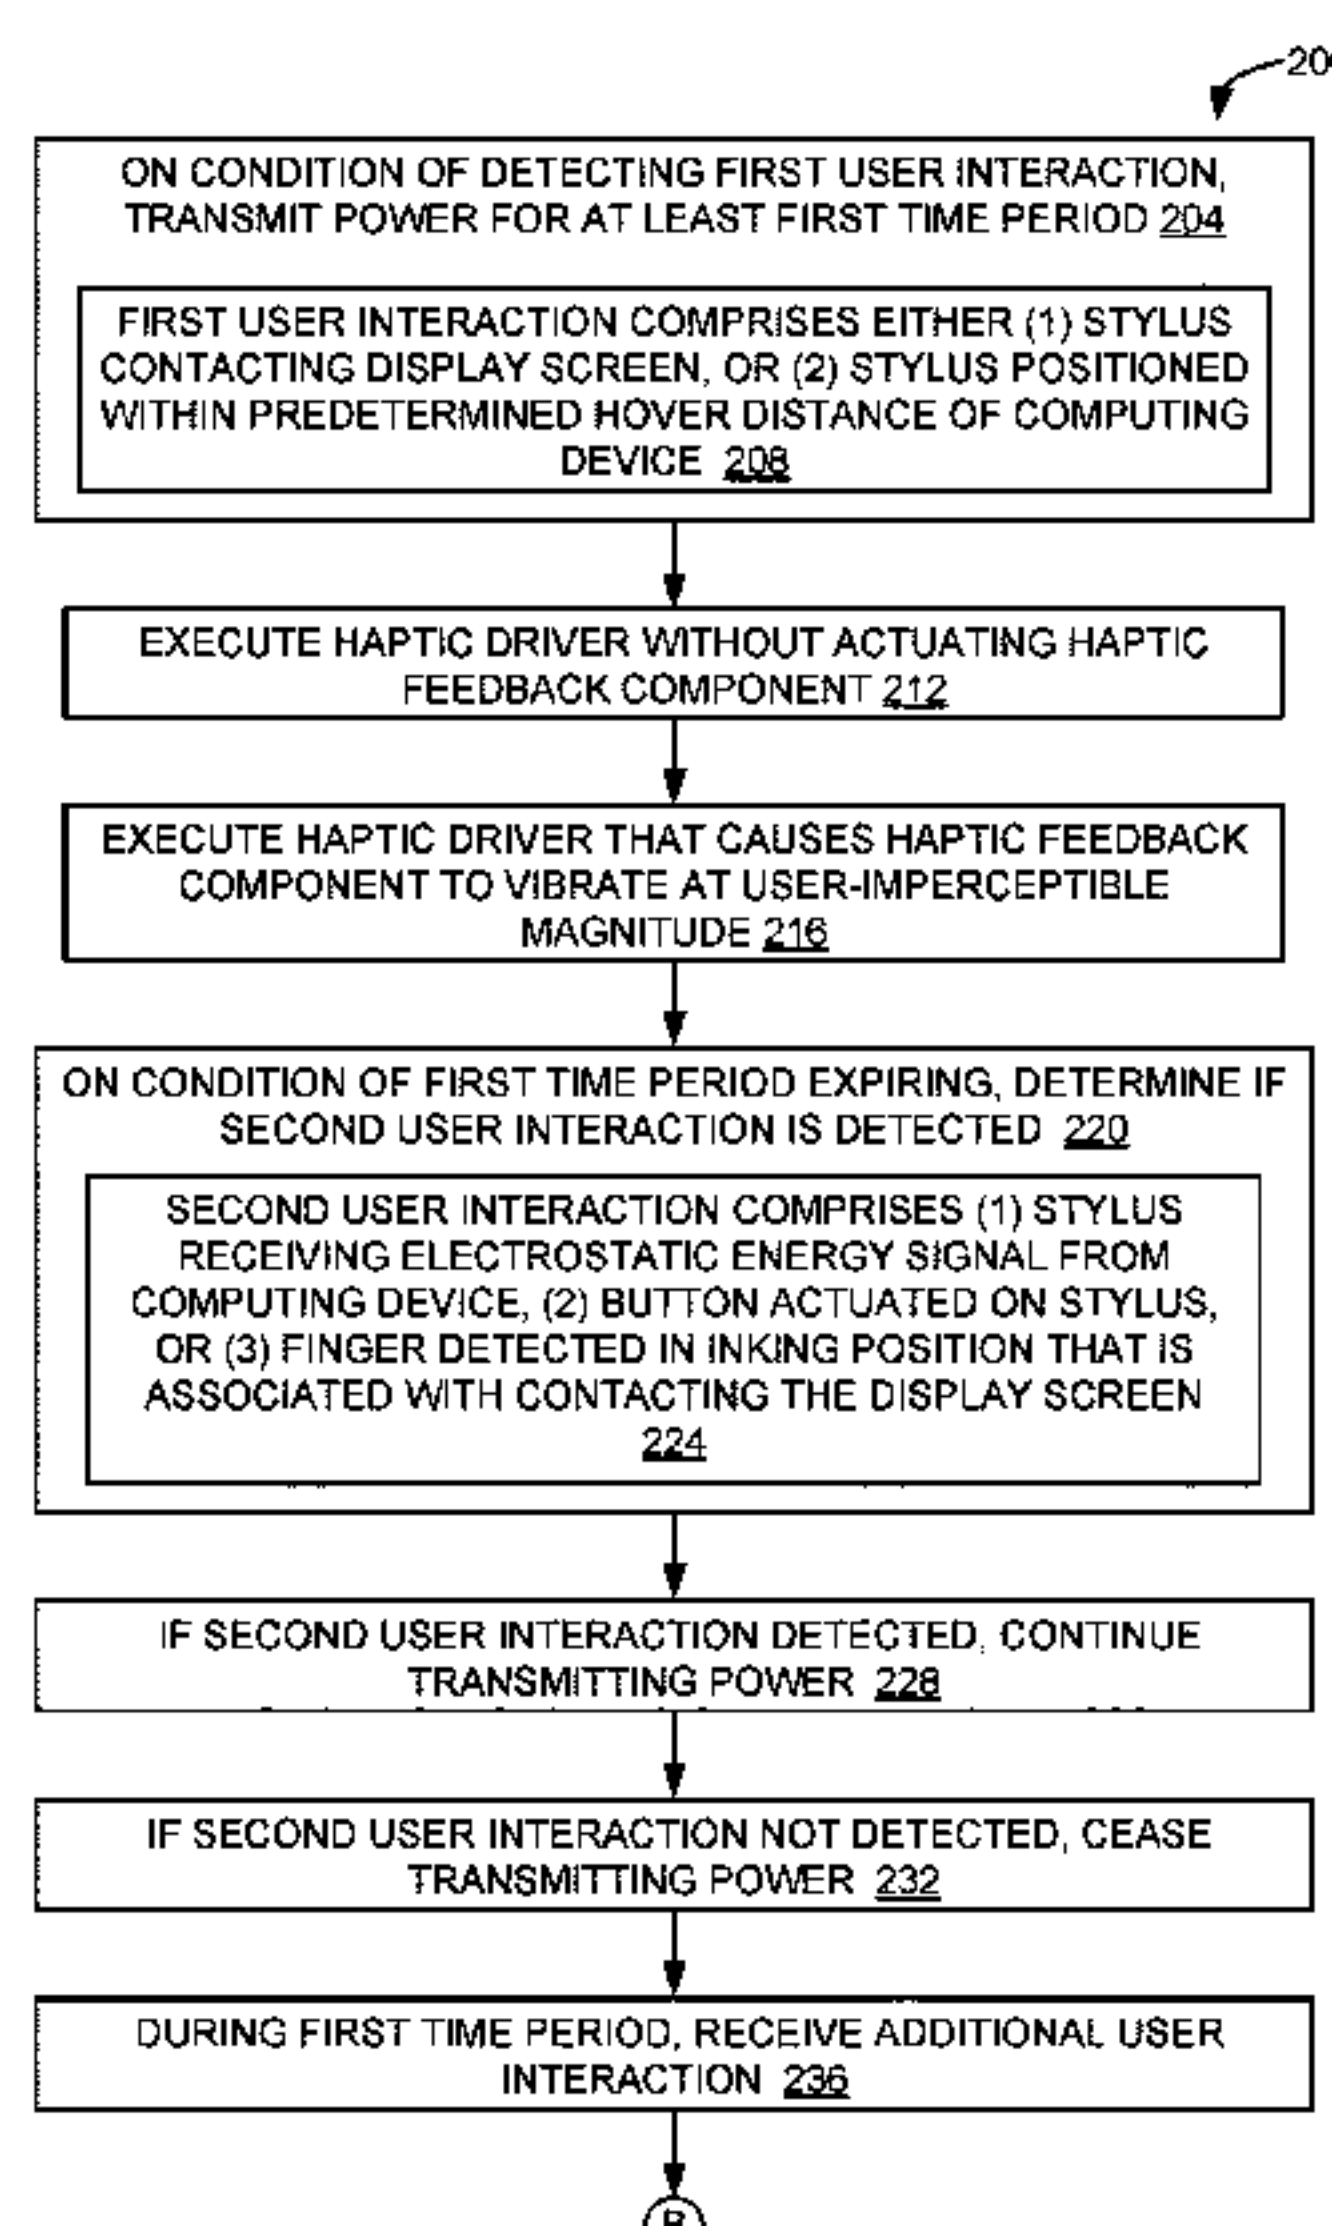 20
ON CONDITION OF DETECTING FIRST USER INTERACTION,
TRANSMIT POWER FOR AT LEAST FIRST TIME PERIOD 204
FIRST USER INTERACTION COMPRISES EITHER (1) STYLUS
CONTACTING DISPLAY SCREEN, OR (2) STYLUS POSITIONED
WITHIN PREDETERMINED HOVER DISTANCE OF COMPUTING
DEVICE 208
EXECUTE HAPTIC DRIVER WITHOUT ACTUATING HAPTIC
FEEDBACK COMPONENT 212
EXECUTE HAPTIC DRIVER THAT CAUSES HAPTIC FEEDBACK
COMPONENT TO VIBRATE AT USER-IMPERCEPTIBLE
MAGNITUDE 216
ON CONDITION OF FIRST TIME PERIOD EXPIRING, DETERMINE IF
SECOND USER INTERACTION IS DETECTED 220
SECOND USER INTERACTION COMPRISES (1) STYLUS
RECEIVING ELECTROSTATIC ENERGY SIGNAL FROM
COMPUTING DEVICE, (2) BUTTON ACTUATED ON STYLUS,
OR (3) FINGER DETECTED IN INKING POSITION THAT IS
ASSOCIATED WITH CONTACTING THE DISPLAY SCREEN
224
IF SECOND USER INTERACTION DETECTED, CONTINUE
TRANSMITTING POWER 228
IF SECOND USER INTERACTION NOT DETECTED, CEASE
TRANSMITTING POWER 232
DURING FIRST TIME PERIOD, RECEIVE ADDITIONAL USER
INTERACTION 236